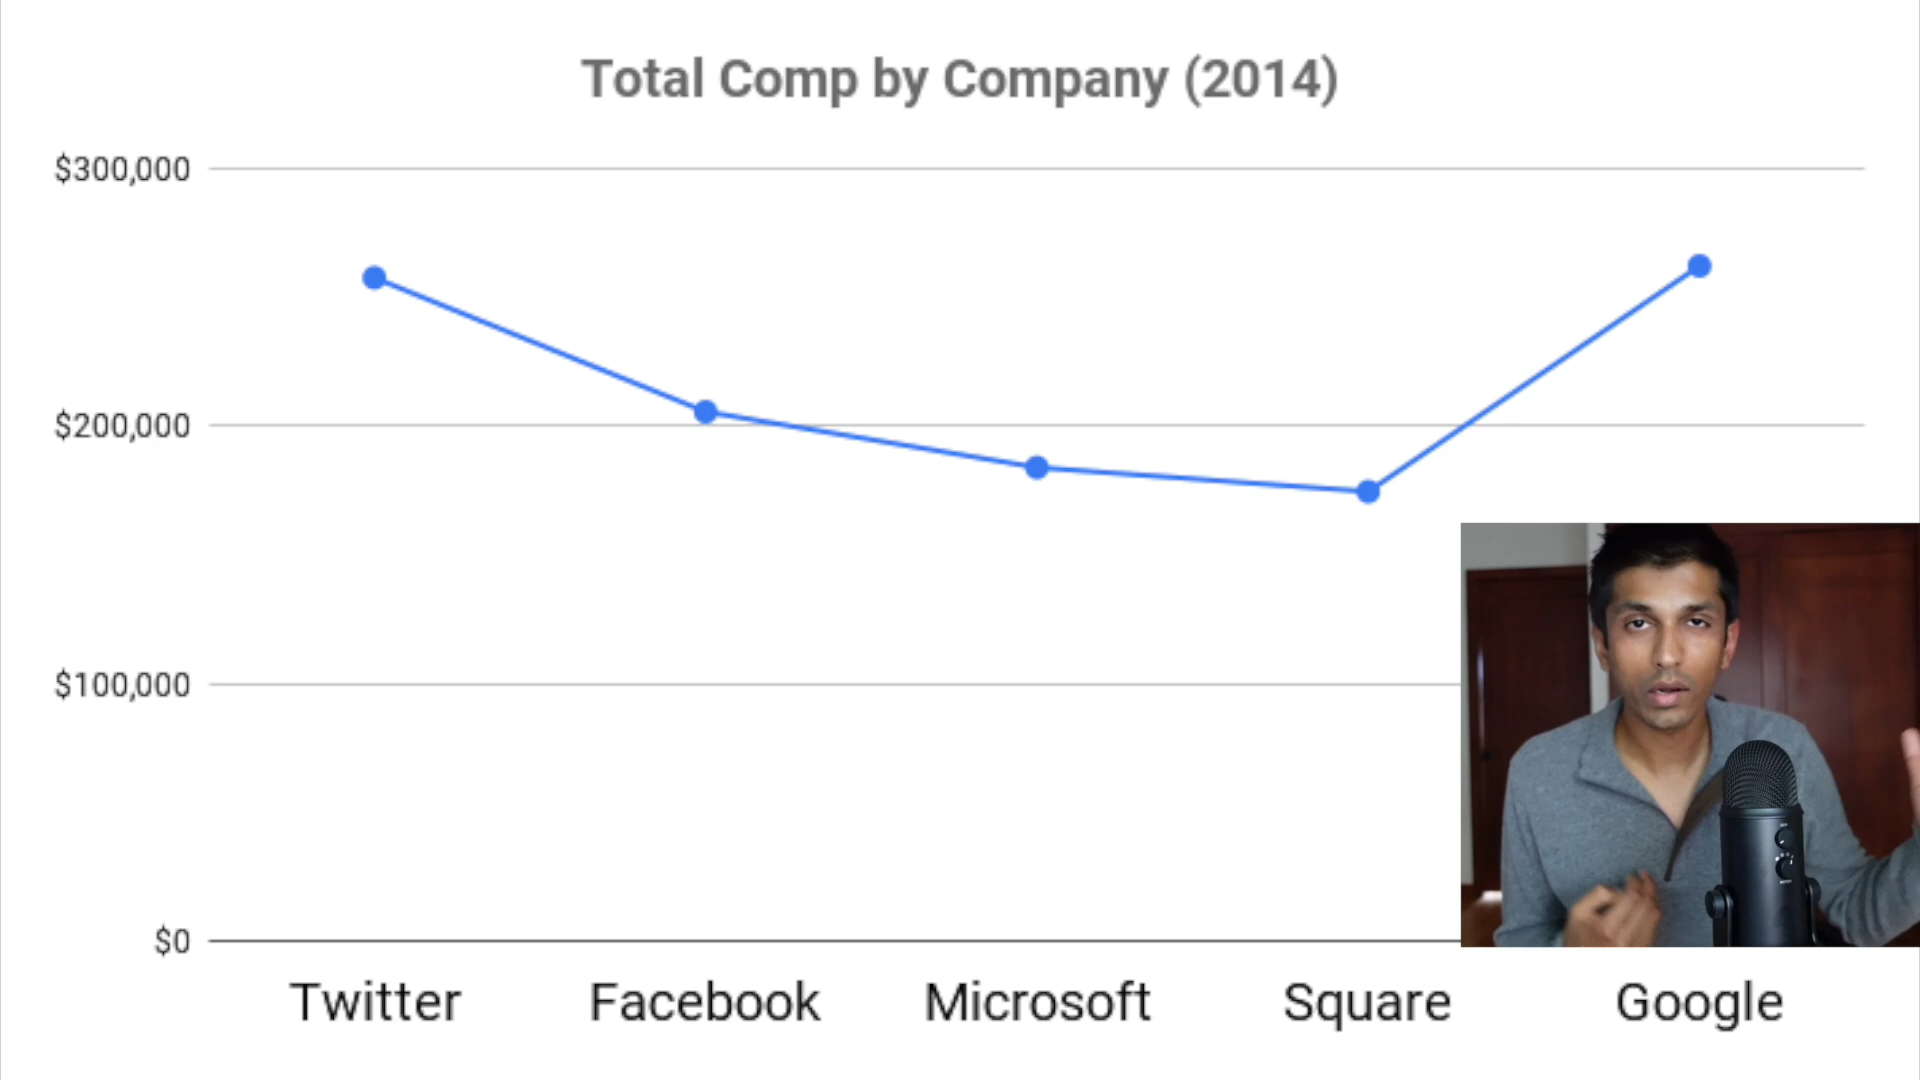 Total Comp by Company (2014)
$300,000
$200,000
$100,000
$0
Twitter Facebook Microsoft Square Google